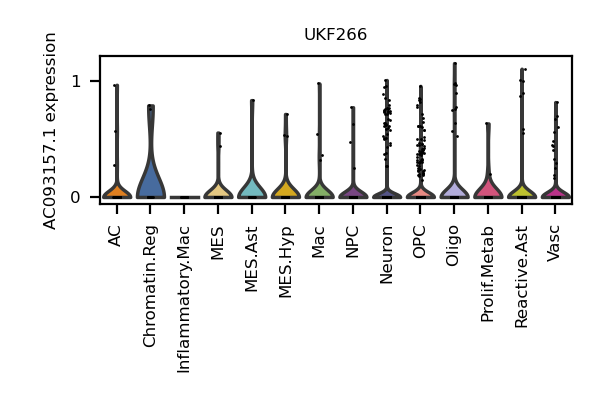 UKF266
AC093157.1 expression
1
0
AC
Chromatin.Reg
Inflammatory.Mac
MES
MES.Ast
MES.Hyp
Mac
NPC
Neuron
OPC
Oligo
Prolif.Metab
Reactive.Ast
Vasc